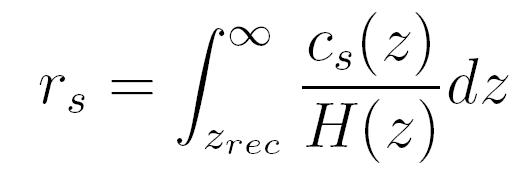 r_s = \int_{z_{rec}}^{\infty} \frac{c_s(z)}{H(z)} dz